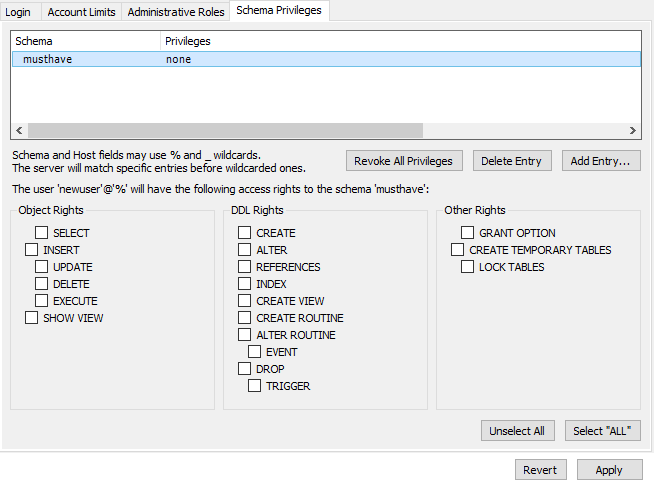 Login Account Limits Administrative Roles Schema Privileges
Schema Privileges
musthave none
Schema and Host fields may use % and _ wildcards.
The server will match specific entries before wildcarded ones.
Revoke All Privileges Delete Entry Add Entry...
The user 'newuser'@'%' will have the following access rights to the schema 'musthave':
Object Rights
SELECT
INSERT
UPDATE
DELETE
EXECUTE
SHOW VIEW
DDL Rights
CREATE
ALTER
REFERENCES
INDEX
CREATE VIEW
CREATE ROUTINE
ALTER ROUTINE
EVENT
DROP
TRIGGER
Other Rights
GRANT OPTION
CREATE TEMPORARY TABLES
LOCK TABLES
Unselect All Select "ALL"
Revert Apply